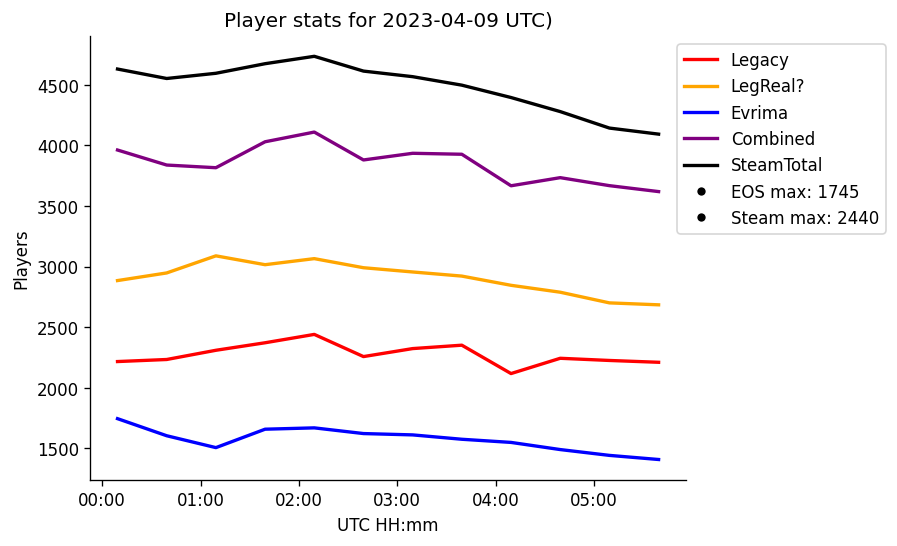 Player stats for 2023-04-09 UTC)
Legacy
LegReal?
Evrima
Combined
SteamTotal
EOS max: 1745
Steam max: 2440
Players
4500
4000
3500
3000
2500
2000
1500
00:00 01:00 02:00 03:00 04:00 05:00
UTC HH:mm